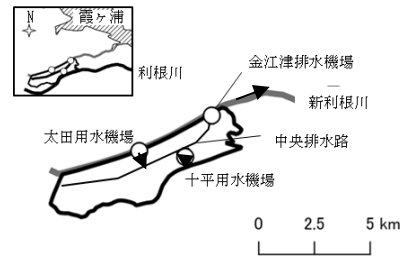 霞ヶ浦
N
利根川
金江津排水機場
新利根川
太田用水機場
中央排水路
十平用水機場
0 2.5 5 km